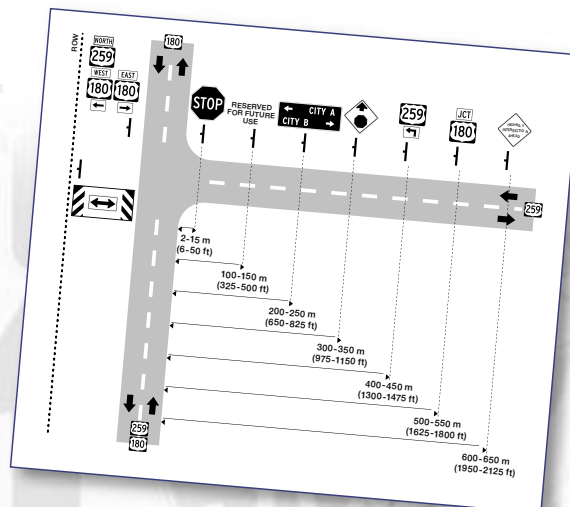 180
ROW
NORTH
259
WEST
180
EAST
180
STOP
RESERVED
FOR FUTURE
USE
CITY A
CITY B
259
JCT
180
AHEAD
259
2-15 m
(6-50 ft)
100-150 m
(325-500 ft)
200-250 m
(650-825 ft)
300-350 m
(975-1150 ft)
400-450 m
(1300-1475 ft)
500-550 m
(1625-1800 ft)
600-650 m
(1950-2125 ft)
259
180